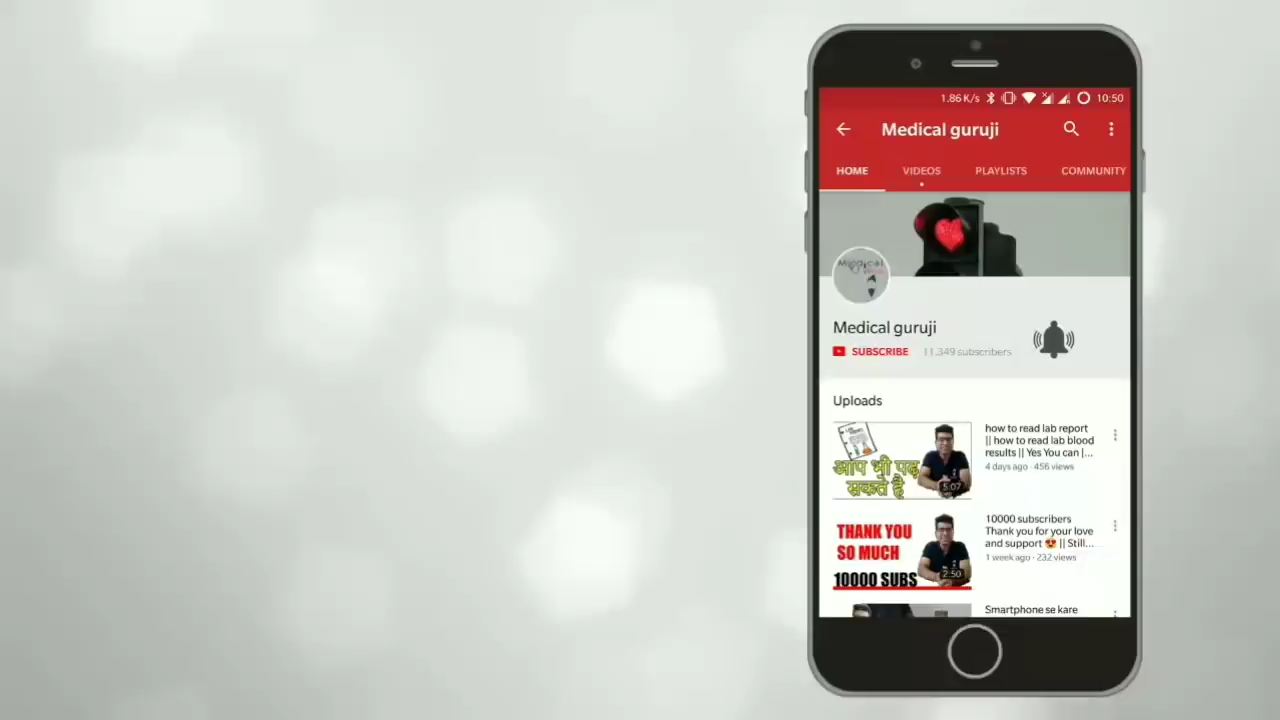 1.86 K/s 10:50
Medical guruji
HOME VIDEOS PLAYLISTS COMMUNITY
Medical guruji
SUBSCRIBE 11,349 subscribers
Uploads
आप भी पढ़
सकते है
5:07
how to read lab report
|| how to read lab blood
results || Yes You can |...
4 days ago · 456 views
THANK YOU
SO MUCH
10000 SUBS
2:50
10000 subscribers
Thank you for your love
and support 😍 || Still...
1 week ago · 232 views
Smartphone se kare